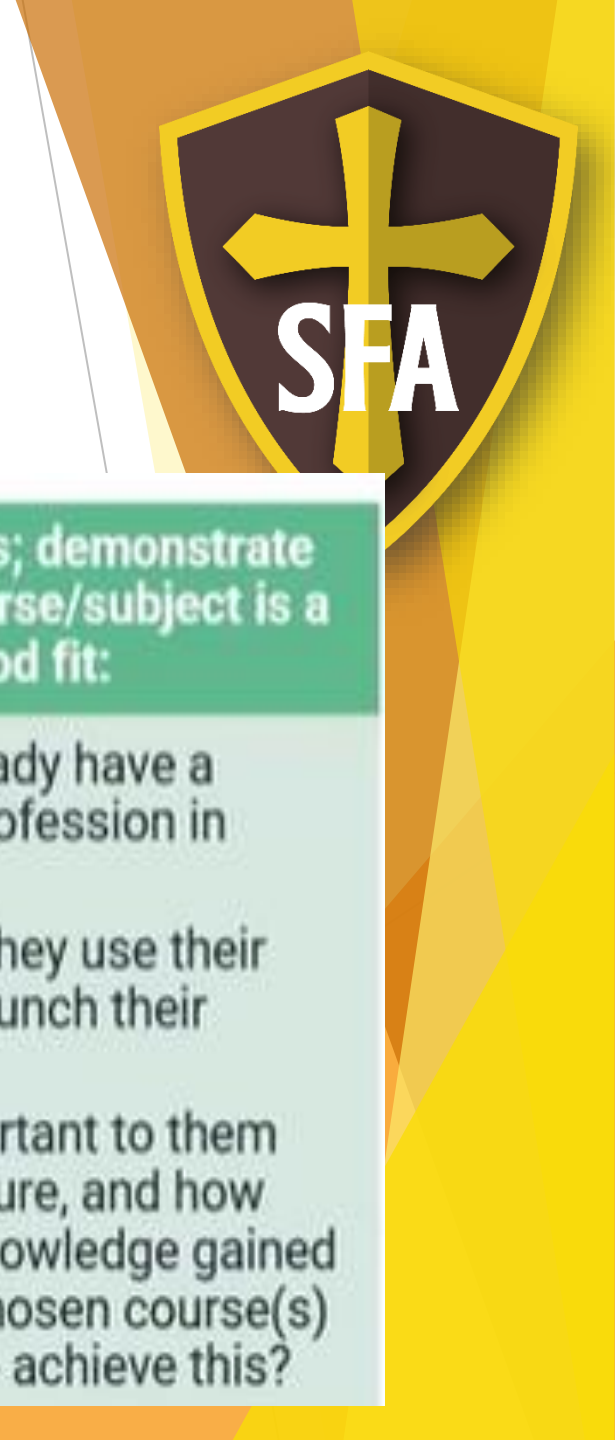 SFA
s; demonstrate
rse/subject is a
od fit:
ady have a
ofession in
hey use their
unch their
rtant to them
ure, and how
owledge gained
hosen course(s)
achieve this?